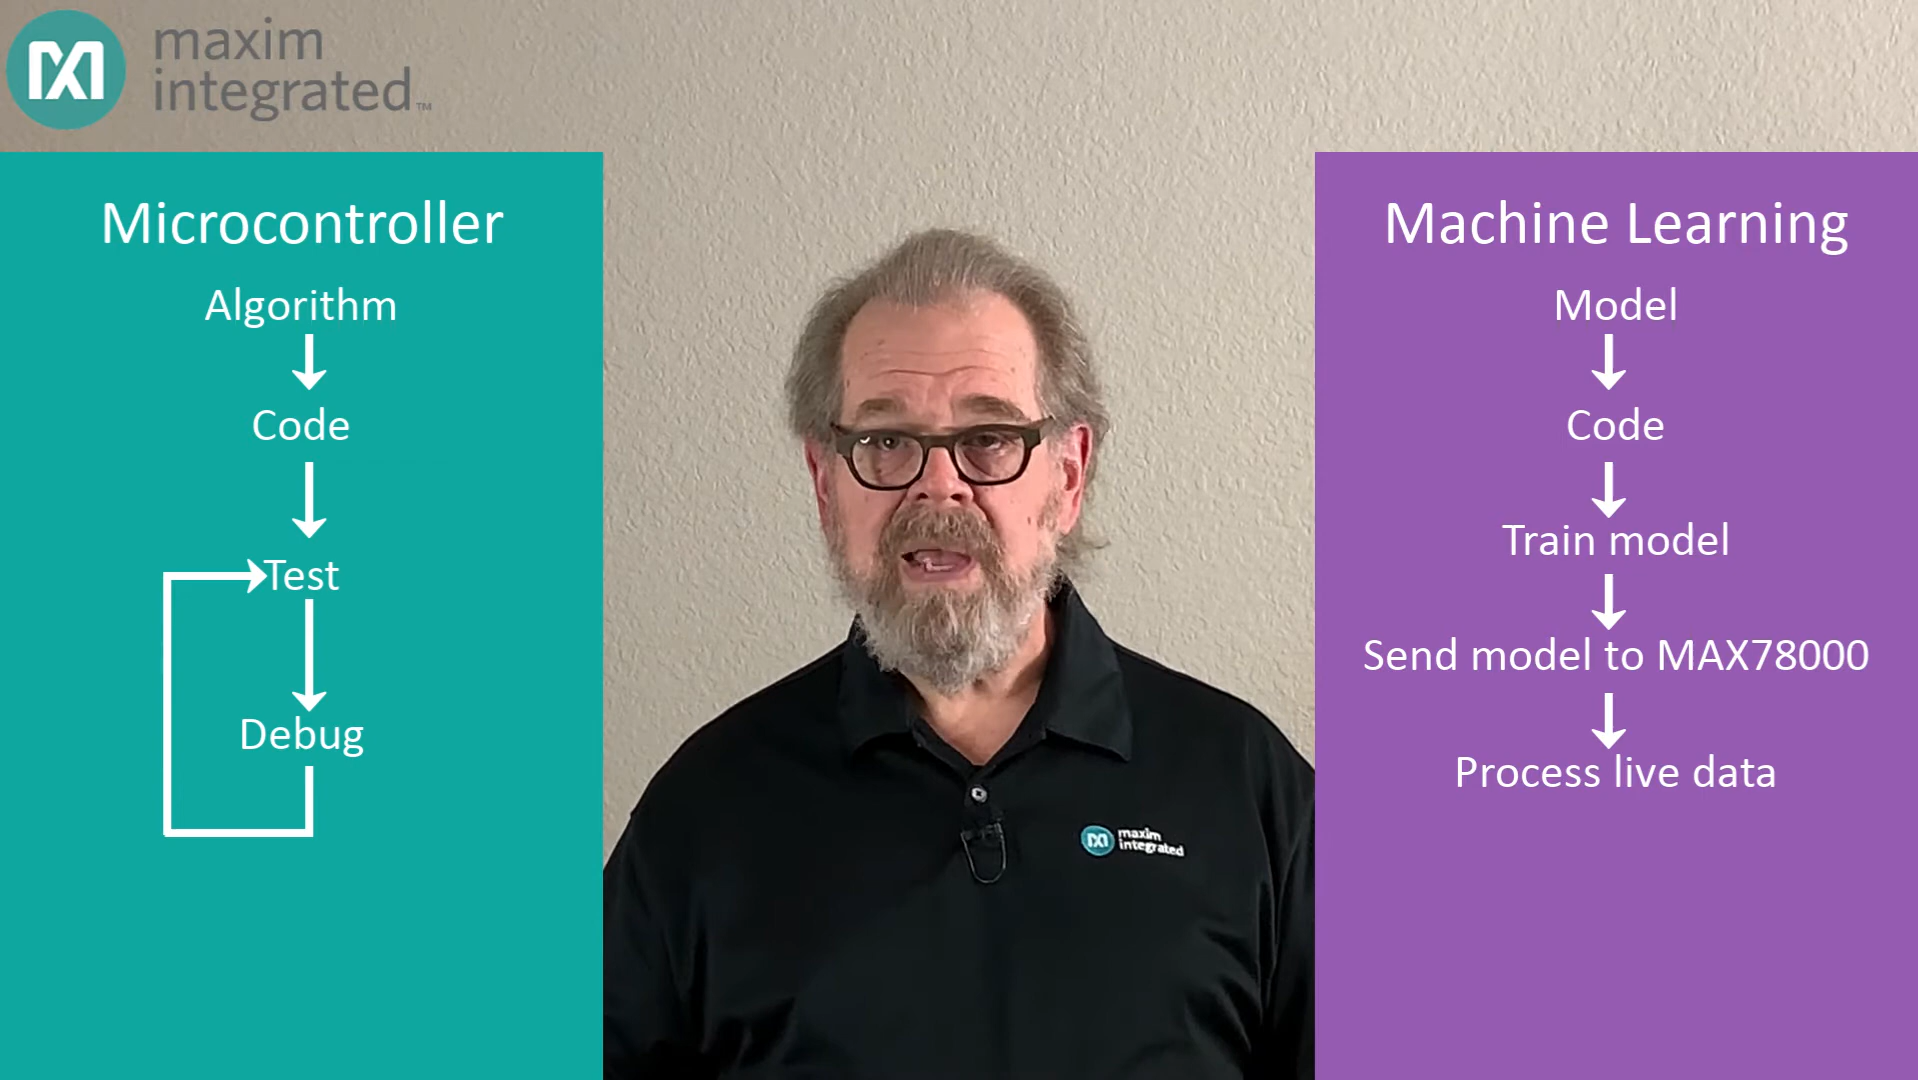 maxim
integrated™
Microcontroller
Algorithm
Code
Test
Debug
Machine Learning
Model
Code
Train model
Send model to MAX78000
Process live data
maxim
integrated